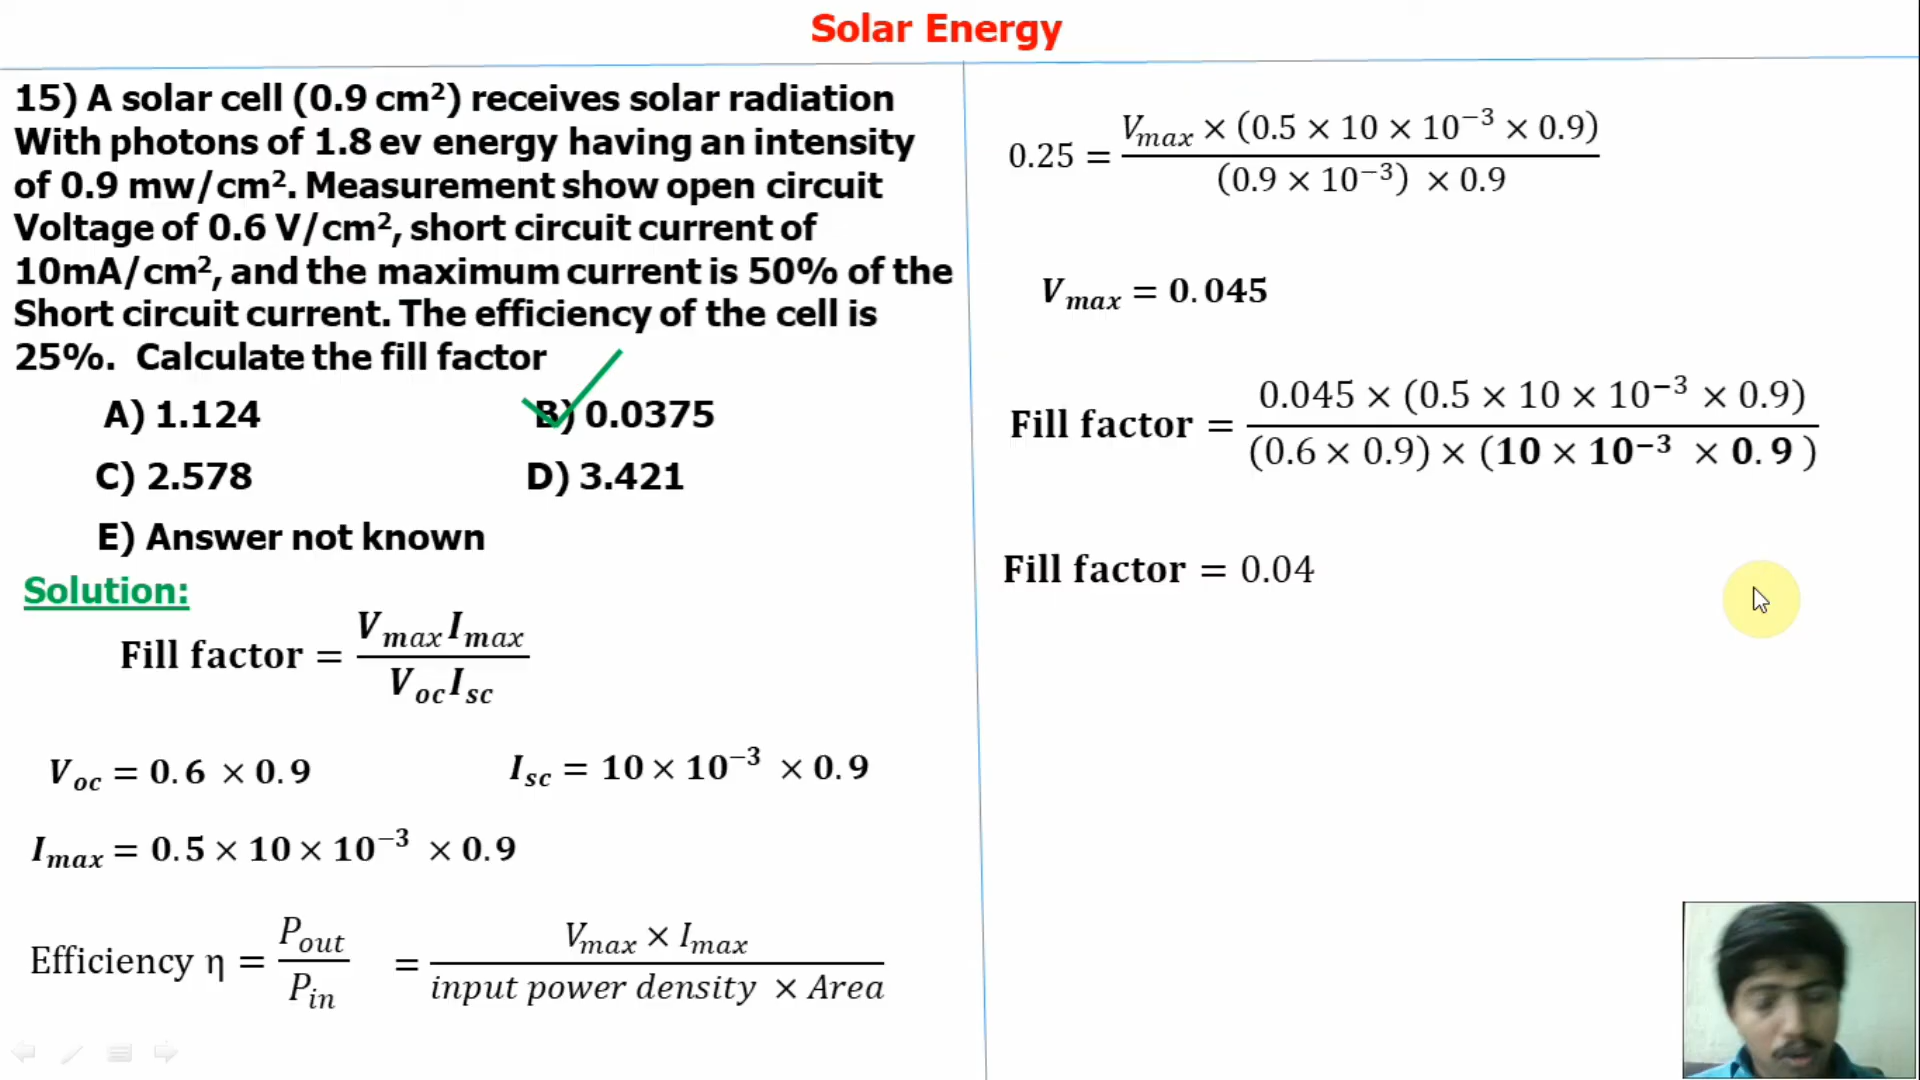 Solar Energy
15) A solar cell (0.9 cm²) receives solar radiation
With photons of 1.8 ev energy having an intensity
of 0.9 mw/cm². Measurement show open circuit
Voltage of 0.6 V/cm², short circuit current of
10mA/cm², and the maximum current is 50% of the
Short circuit current. The efficiency of the cell is
25%. Calculate the fill factor
A) 1.124 B) 0.0375
C) 2.578 D) 3.421
E) Answer not known
Solution:
Fill factor = V_max I_max / V_oc I_sc
V_oc = 0.6 × 0.9 I_sc = 10 × 10⁻³ × 0.9
I_max = 0.5 × 10 × 10⁻³ × 0.9
Efficiency η = P_out / P_in = V_max × I_max / input power density × Area
0.25 = V_max × (0.5 × 10 × 10⁻³ × 0.9) / (0.9 × 10⁻³) × 0.9
V_max = 0.045
Fill factor = 0.045 × (0.5 × 10 × 10⁻³ × 0.9) / (0.6 × 0.9) × (10 × 10⁻³ × 0.9 )
Fill factor = 0.04